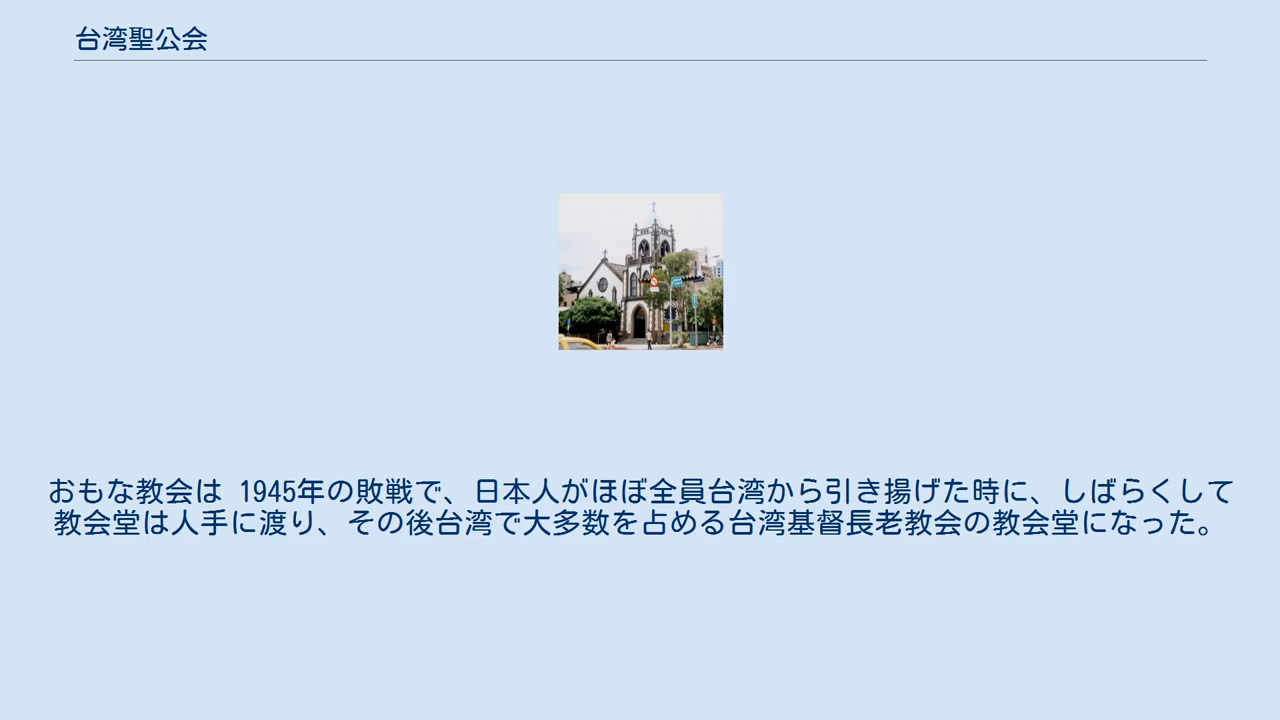 台湾聖公会
おもな教会は 1945年の敗戦で、日本人がほぼ全員台湾から引き揚げた時に、しばらくして
教会堂は人手に渡り、その後台湾で大多数を占める台湾基督長老教会の教会堂になった。